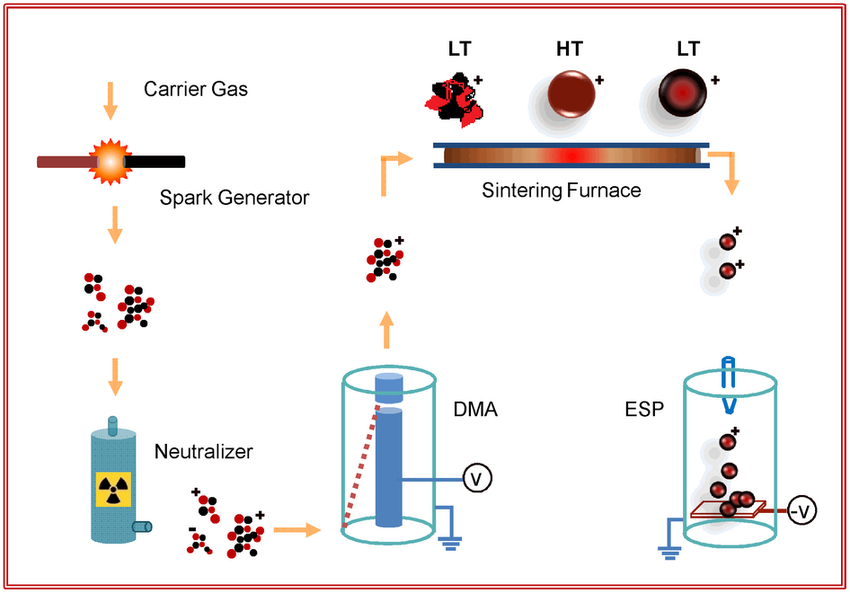 LT HT LT
Carrier Gas
Spark Generator
Sintering Furnace
+
+
+
+
+
+
DMA
ESP
Neutralizer
+
V
+
+
-
-V